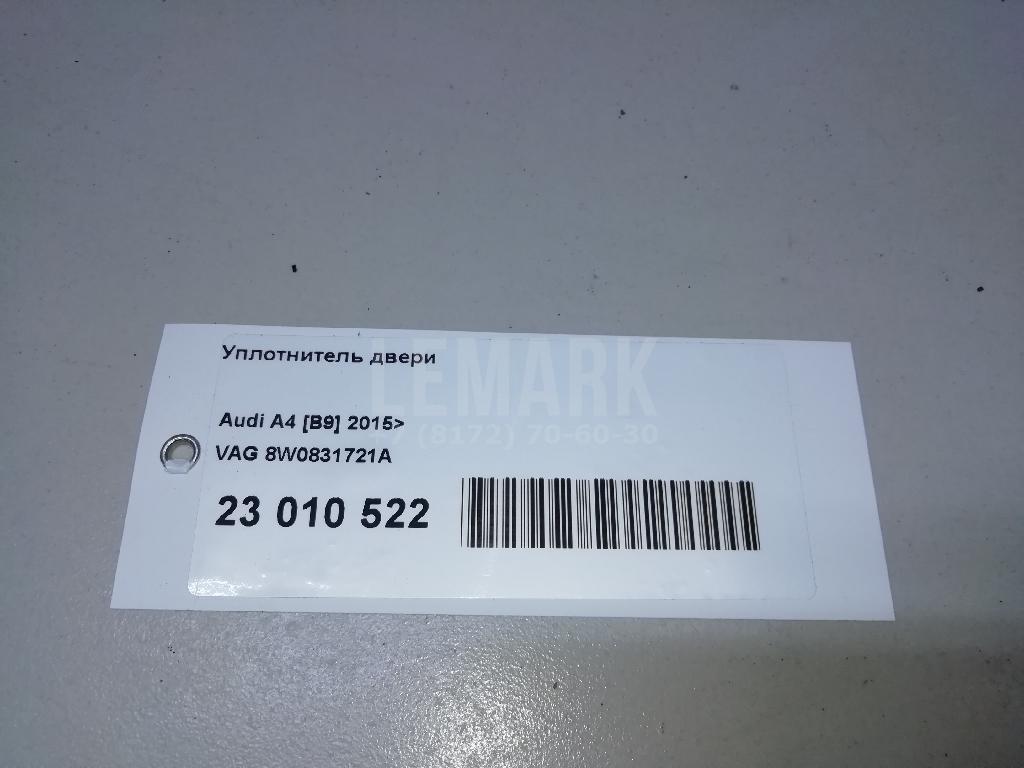 Уплотнитель двери
LEMARK
Audi A4 [B9] 2015>
+7 (8172) 70-60-30
VAG 8W0831721A
23 010 522